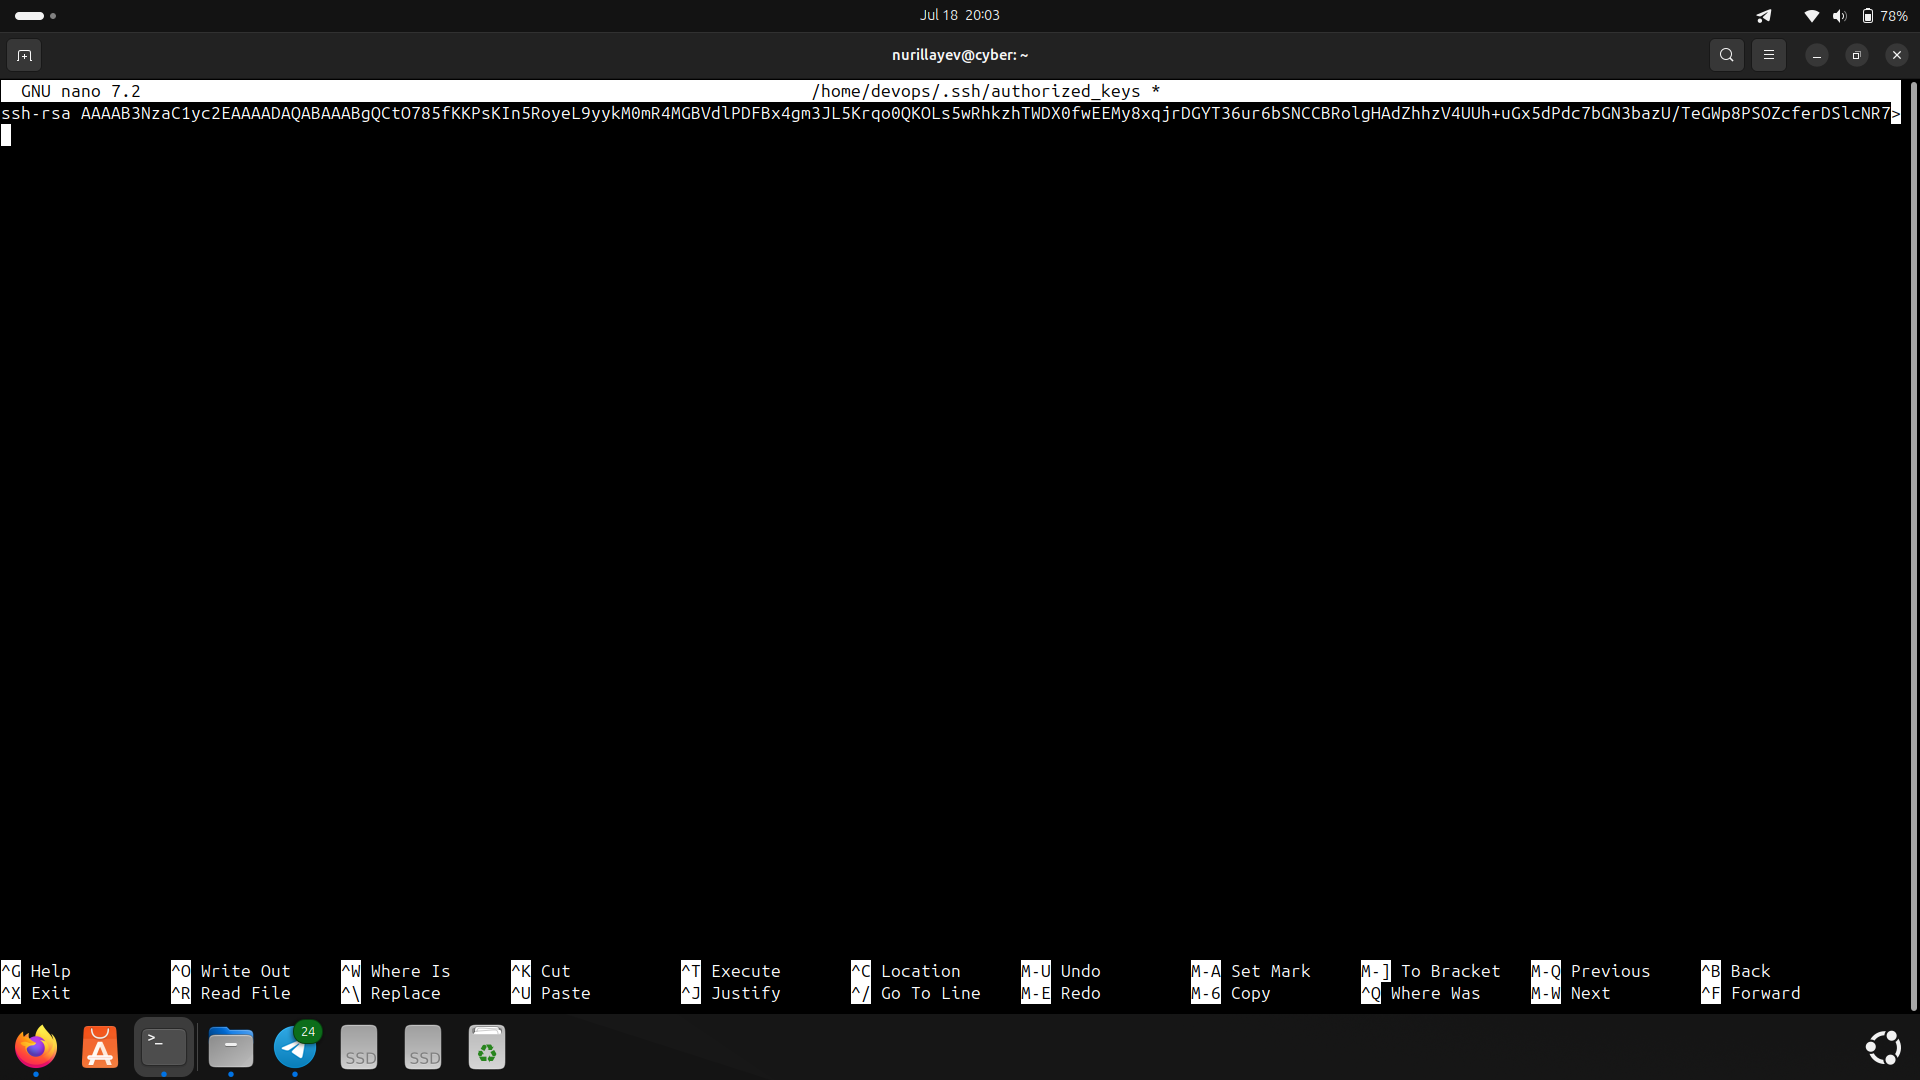 Jul 18 20:03
78%
nurillayev@cyber: ~
GNU nano 7.2 /home/devops/.ssh/authorized_keys *
ssh-rsa AAAAB3NzaC1yc2EAAAADAQABAAABgQCtO785fKKPsKIn5RoyeL9yykM0mR4MGBVdlPDFBx4gm3JL5Krqo0QKOLs5wRhkzhTWDX0fwEEMy8xqjrDGYT36ur6bSNCCBRolgHAdZhhzV4UUh+uGx5dPdc7bGN3bazU/TeGWp8PSOZcferDSlcNR7>
^G Help ^O Write Out ^W Where Is ^K Cut ^T Execute ^C Location M-U Undo M-A Set Mark M-] To Bracket M-Q Previous ^B Back
^X Exit ^R Read File ^\ Replace ^U Paste ^J Justify ^/ Go To Line M-E Redo M-6 Copy ^Q Where Was M-W Next ^F Forward
>_
24
SSD SSD